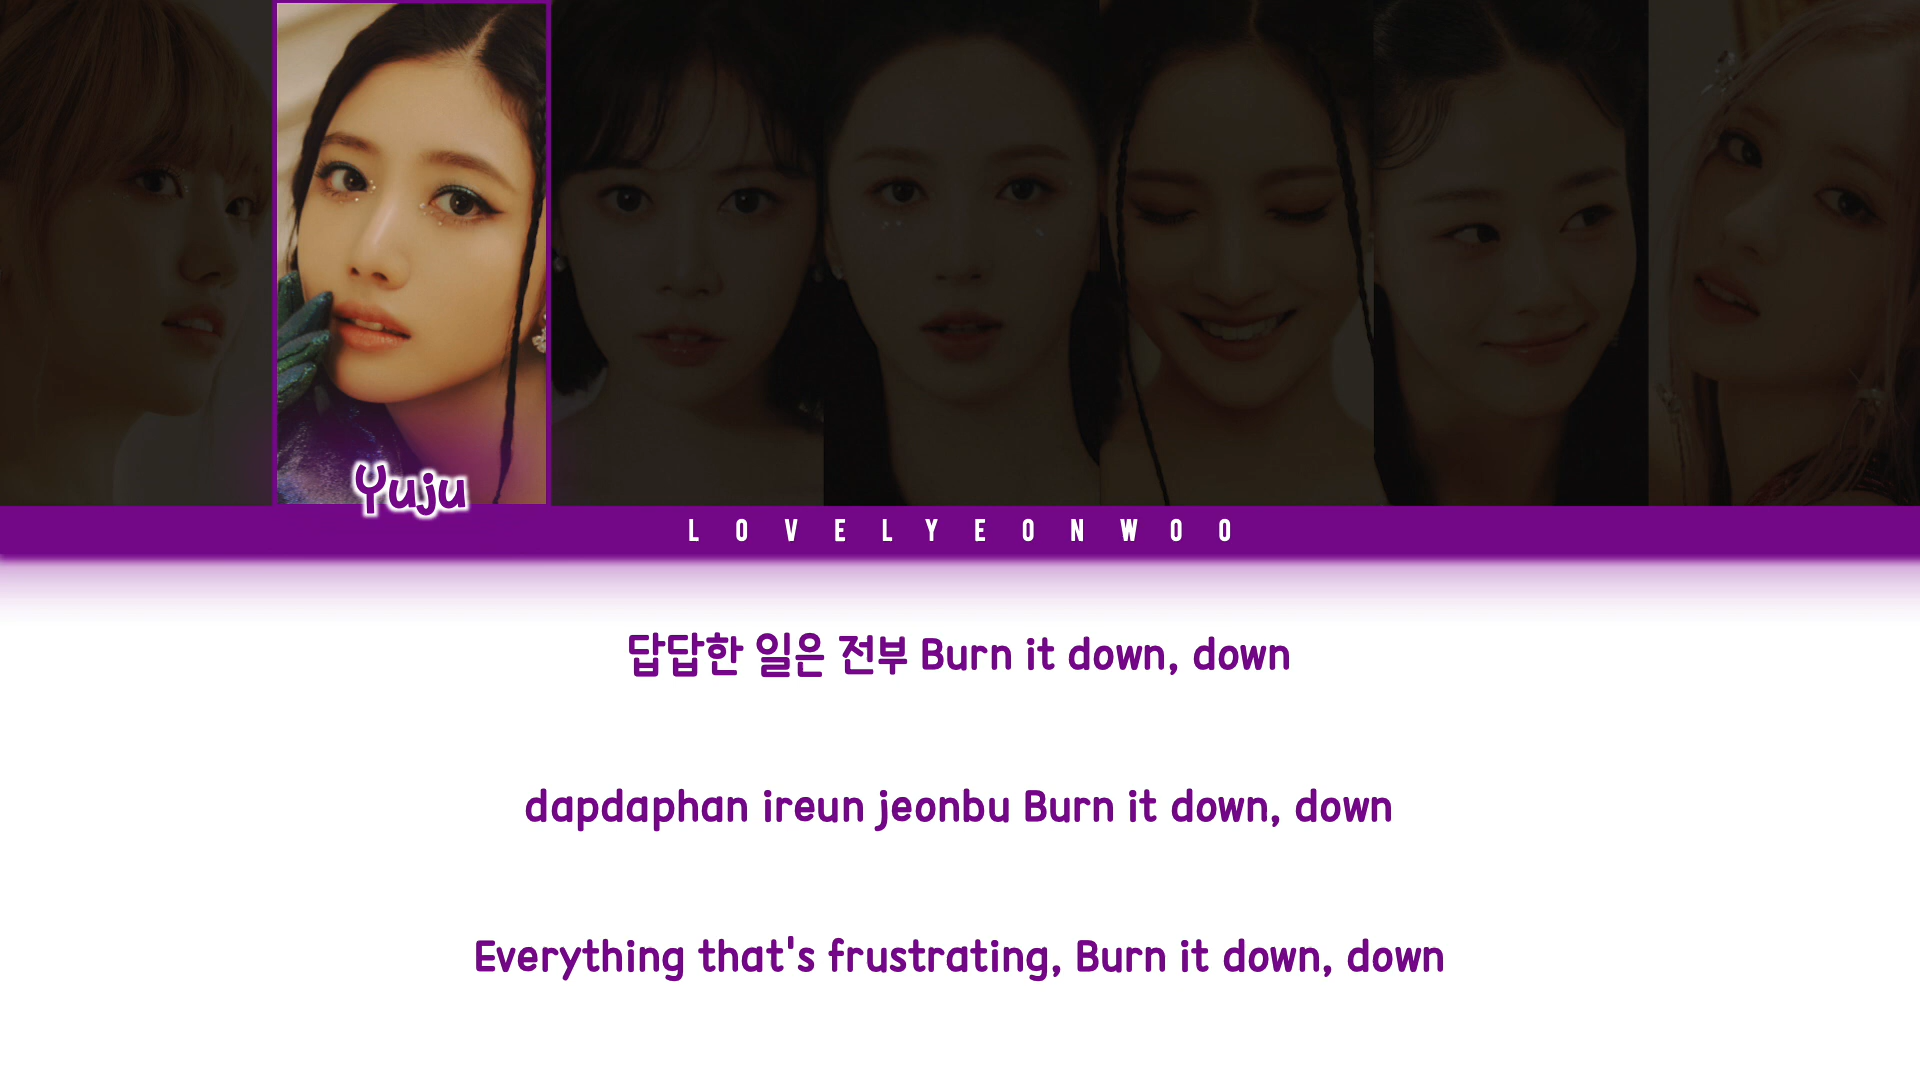 Yuju
LOVELYEONWOO
답답한 일은 전부 Burn it down, down
dapdaphan ireun jeonbu Burn it down, down
Everything that's frustrating, Burn it down, down